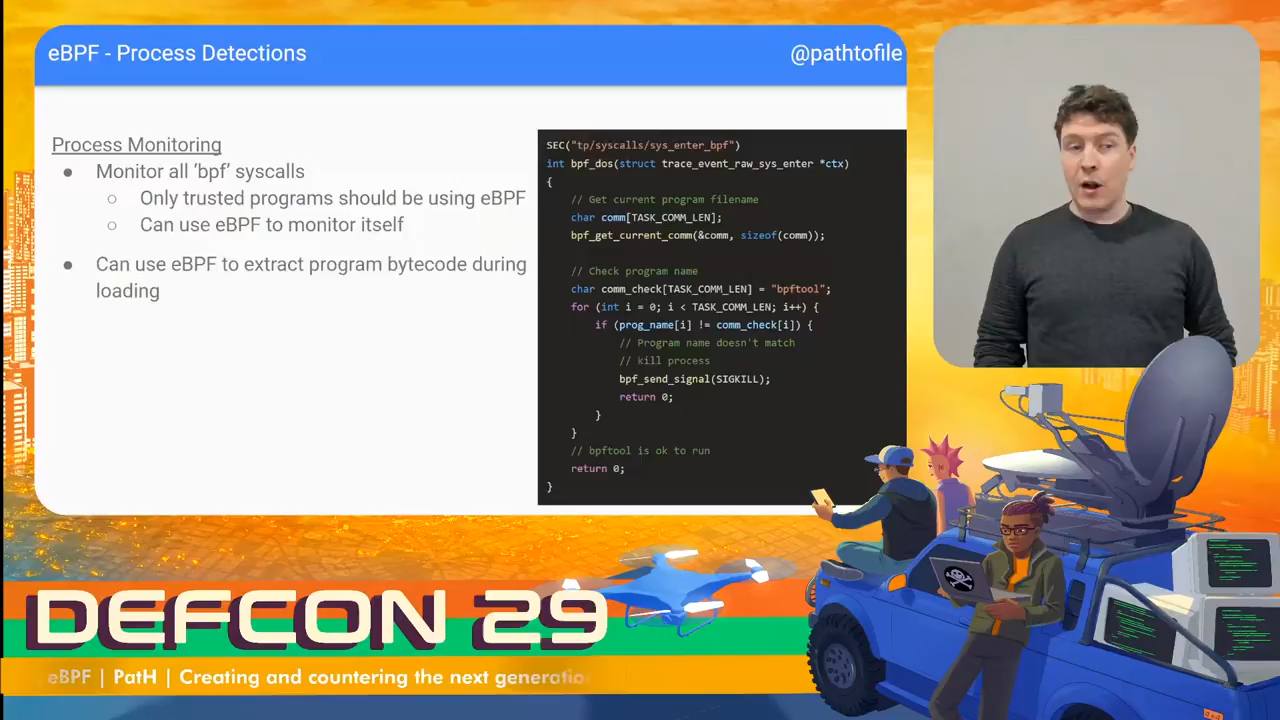 eBPF - Process Detections
@pathtofile
Process Monitoring
● Monitor all ‘bpf’ syscalls
○ Only trusted programs should be using eBPF
○ Can use eBPF to monitor itself
● Can use eBPF to extract program bytecode during
loading
SEC("tp/syscalls/sys_enter_bpf")
int bpf_dos(struct trace_event_raw_sys_enter *ctx)
{
// Get current program filename
char comm[TASK_COMM_LEN];
bpf_get_current_comm(&comm, sizeof(comm));
// Check program name
char comm_check[TASK_COMM_LEN] = "bpftool";
for (int i = 0; i < TASK_COMM_LEN; i++) {
if (prog_name[i] != comm_check[i]) {
// Program name doesn't match
// kill process
bpf_send_signal(SIGKILL);
return 0;
}
}
// bpftool is ok to run
return 0;
}
DEFCON 29
eBPF | PatH | Creating and countering the next generatio